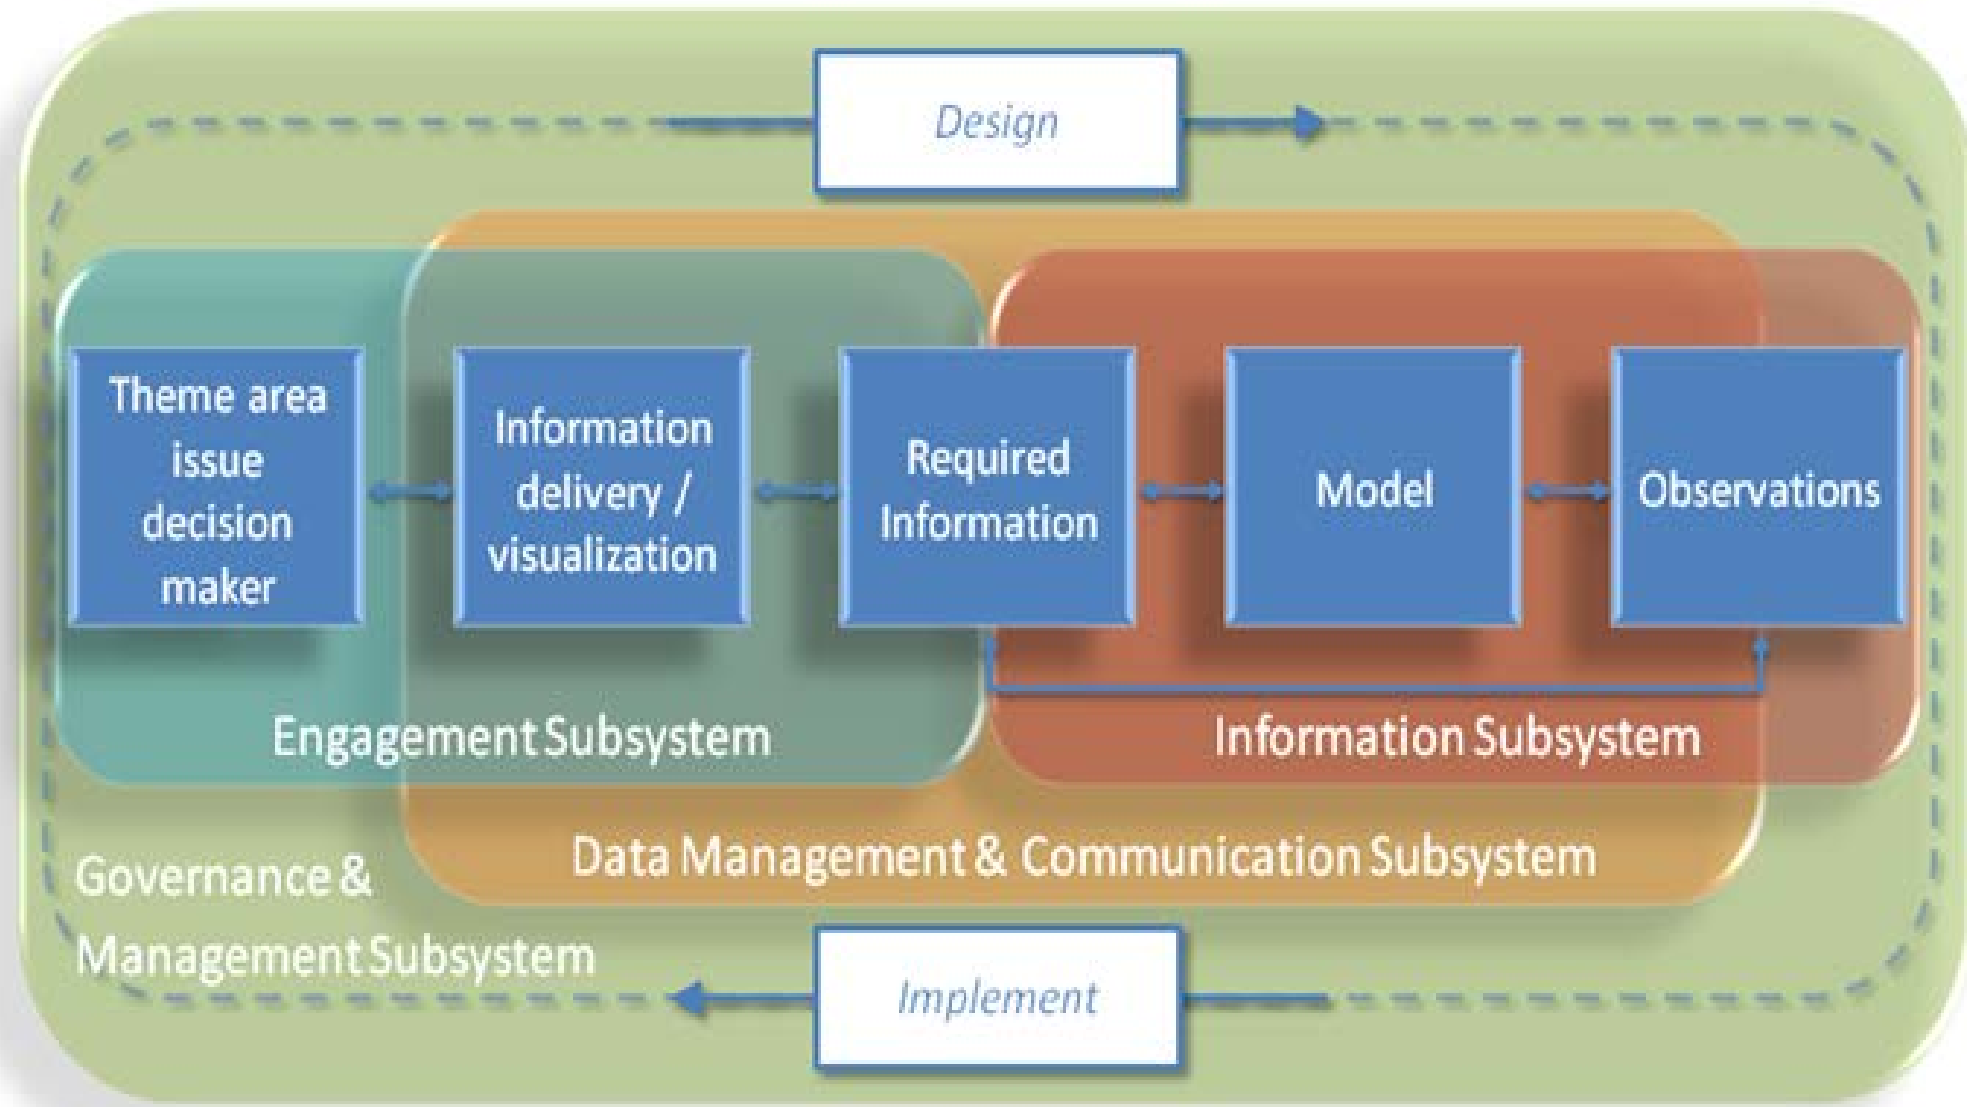 Design
Theme area
issue
decision
maker
Information
delivery /
visualization
Required
Information
Model
Observations
Engagement Subsystem
Information Subsystem
Data Management & Communication Subsystem
Governance &
Management Subsystem
Implement